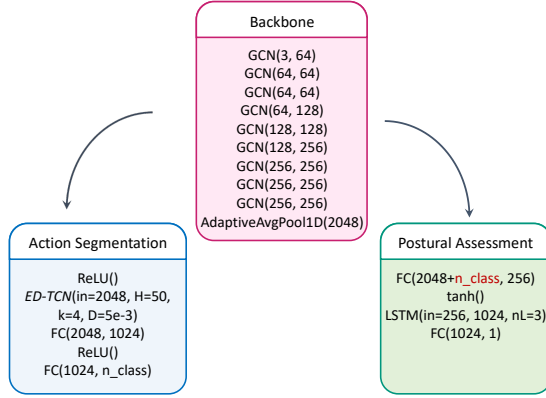 Backbone
GCN(3, 64)
GCN(64, 64)
GCN(64, 64)
GCN(64, 128)
GCN(128, 128)
GCN(128, 256)
GCN(256, 256)
GCN(256, 256)
GCN(256, 256)
AdaptiveAvgPool1D(2048)
Action Segmentation
ReLU()
ED-TCN(in=2048, H=50,
k=4, D=5e-3)
FC(2048, 1024)
ReLU()
FC(1024, n_class)
Postural Assessment
FC(2048+n_class, 256)
tanh()
LSTM(in=256, 1024, nL=3)
FC(1024, 1)